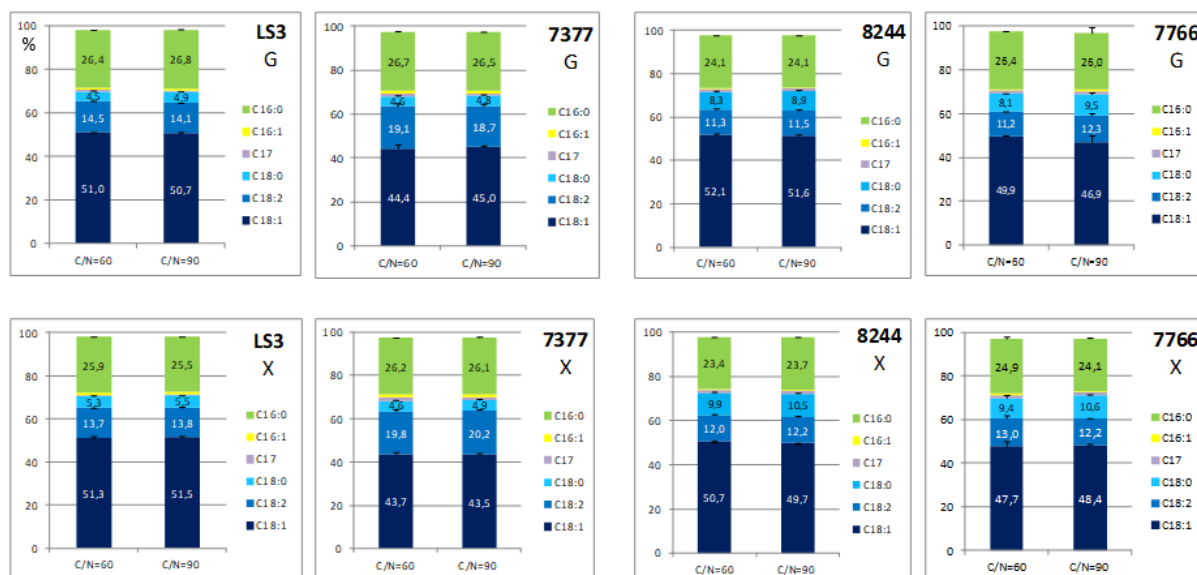 100
%
80
60
40
20
0
LS3
G
26,4
26,8
4,5
4,9
14,5
14,1
51,0
50,7
C16:0
C16:1
C17
C18:0
C18:2
C18:1
C/N=60
C/N=90
100
80
60
40
20
0
7377
G
26,7
26,5
4,6
4,8
19,1
18,7
44,4
45,0
C16:0
C16:1
C17
C18:0
C18:2
C18:1
C/N=60
C/N=90
100
80
60
40
20
0
8244
G
24,1
24,1
8,3
8,9
11,3
11,5
52,1
51,6
C16:0
C16:1
C17
C18:0
C18:2
C18:1
C/N=60
C/N=90
100
80
60
40
20
0
7766
G
26,4
26,0
8,1
9,5
11,2
12,3
49,9
46,9
C16:0
C16:1
C17
C18:0
C18:2
C18:1
C/N=60
C/N=90
100
80
60
40
20
0
LS3
X
25,9
25,5
5,3
5,5
13,7
13,8
51,3
51,5
C16:0
C16:1
C17
C18:0
C18:2
C18:1
C/N=60
C/N=90
100
80
60
40
20
0
7377
X
26,2
26,1
4,6
4,9
19,8
20,2
43,7
43,5
C16:0
C16:1
C17
C18:0
C18:2
C18:1
C/N=60
C/N=90
100
80
60
40
20
0
8244
X
23,4
23,7
9,9
10,5
12,0
12,2
50,7
49,7
C16:0
C16:1
C17
C18:0
C18:2
C18:1
C/N=60
C/N=90
100
80
60
40
20
0
7766
X
24,9
24,1
9,4
10,6
13,0
12,2
47,7
48,4
C16:0
C16:1
C17
C18:0
C18:2
C18:1
C/N=60
C/N=90